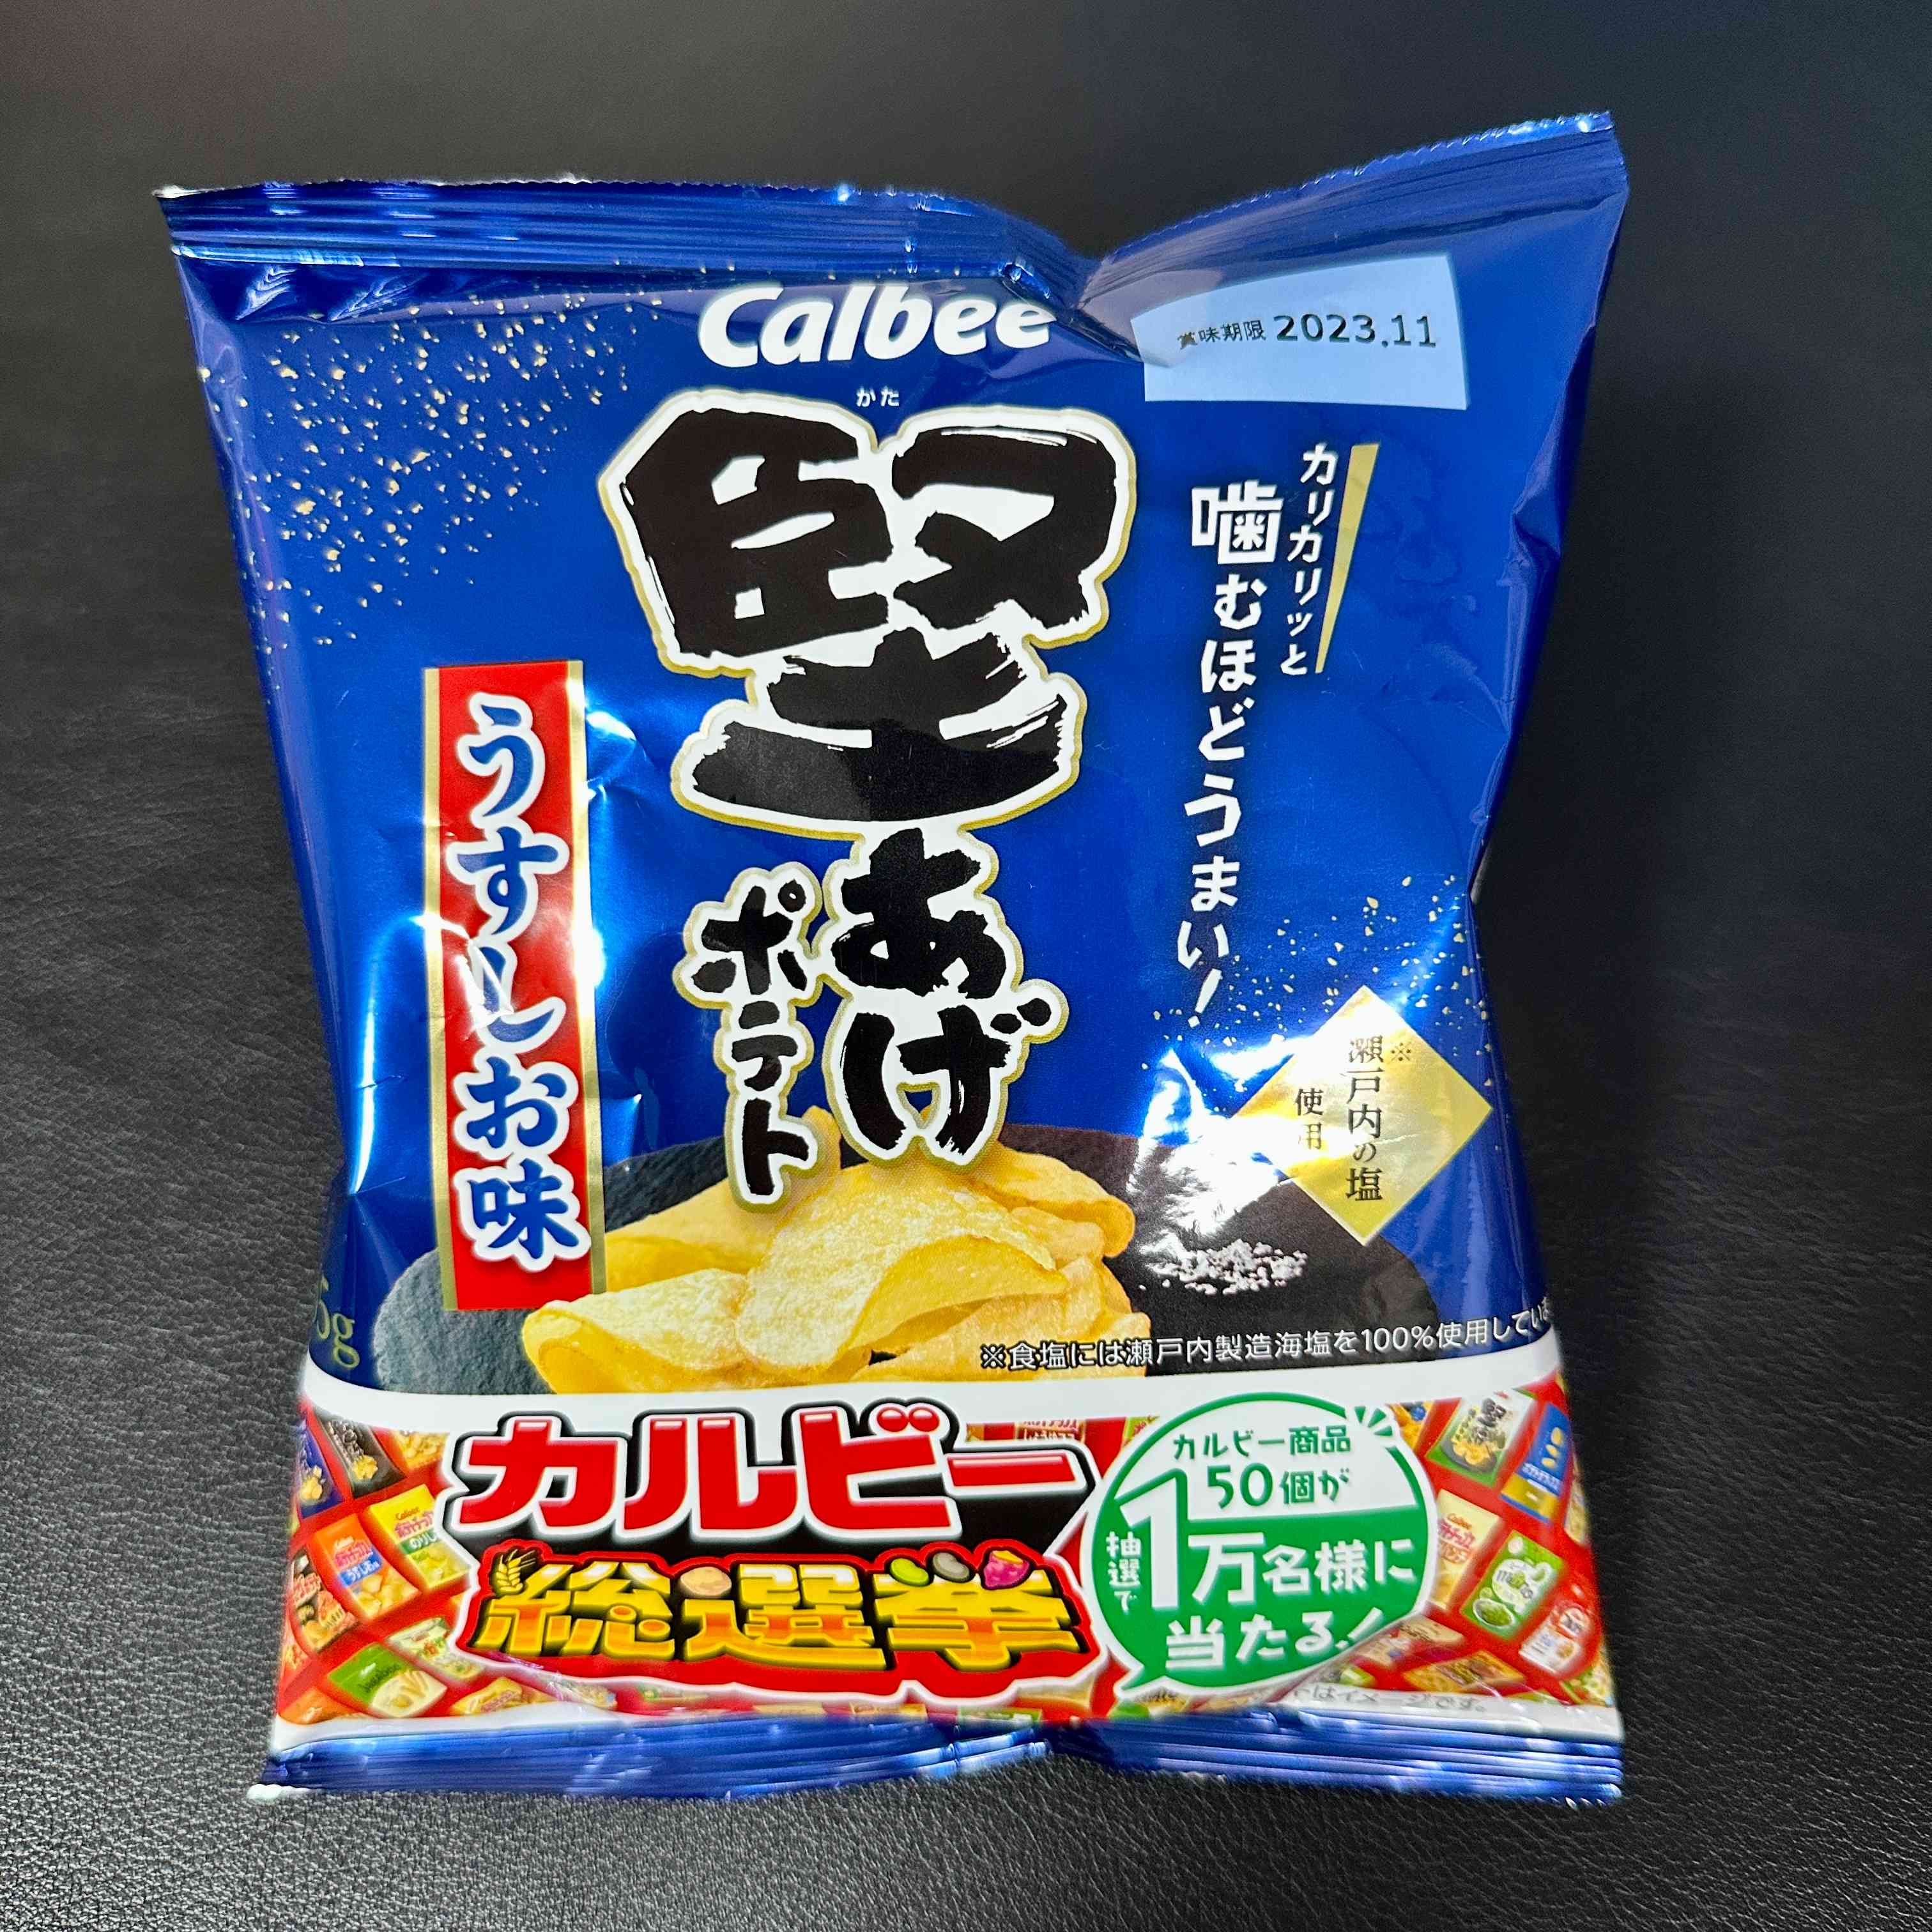 Calbee
賞味期限 2023.11
かた
堅あげ
ポテト
カリカリッと
噛むほどうまい!
うすしお味
※瀬戸内の塩
使用
5g
※食塩には瀬戸内製造海塩を100%使用してい
カルビー
総選挙
カルビー商品
50個が
抽選で
1万名様に
当たる!
はイメージです。